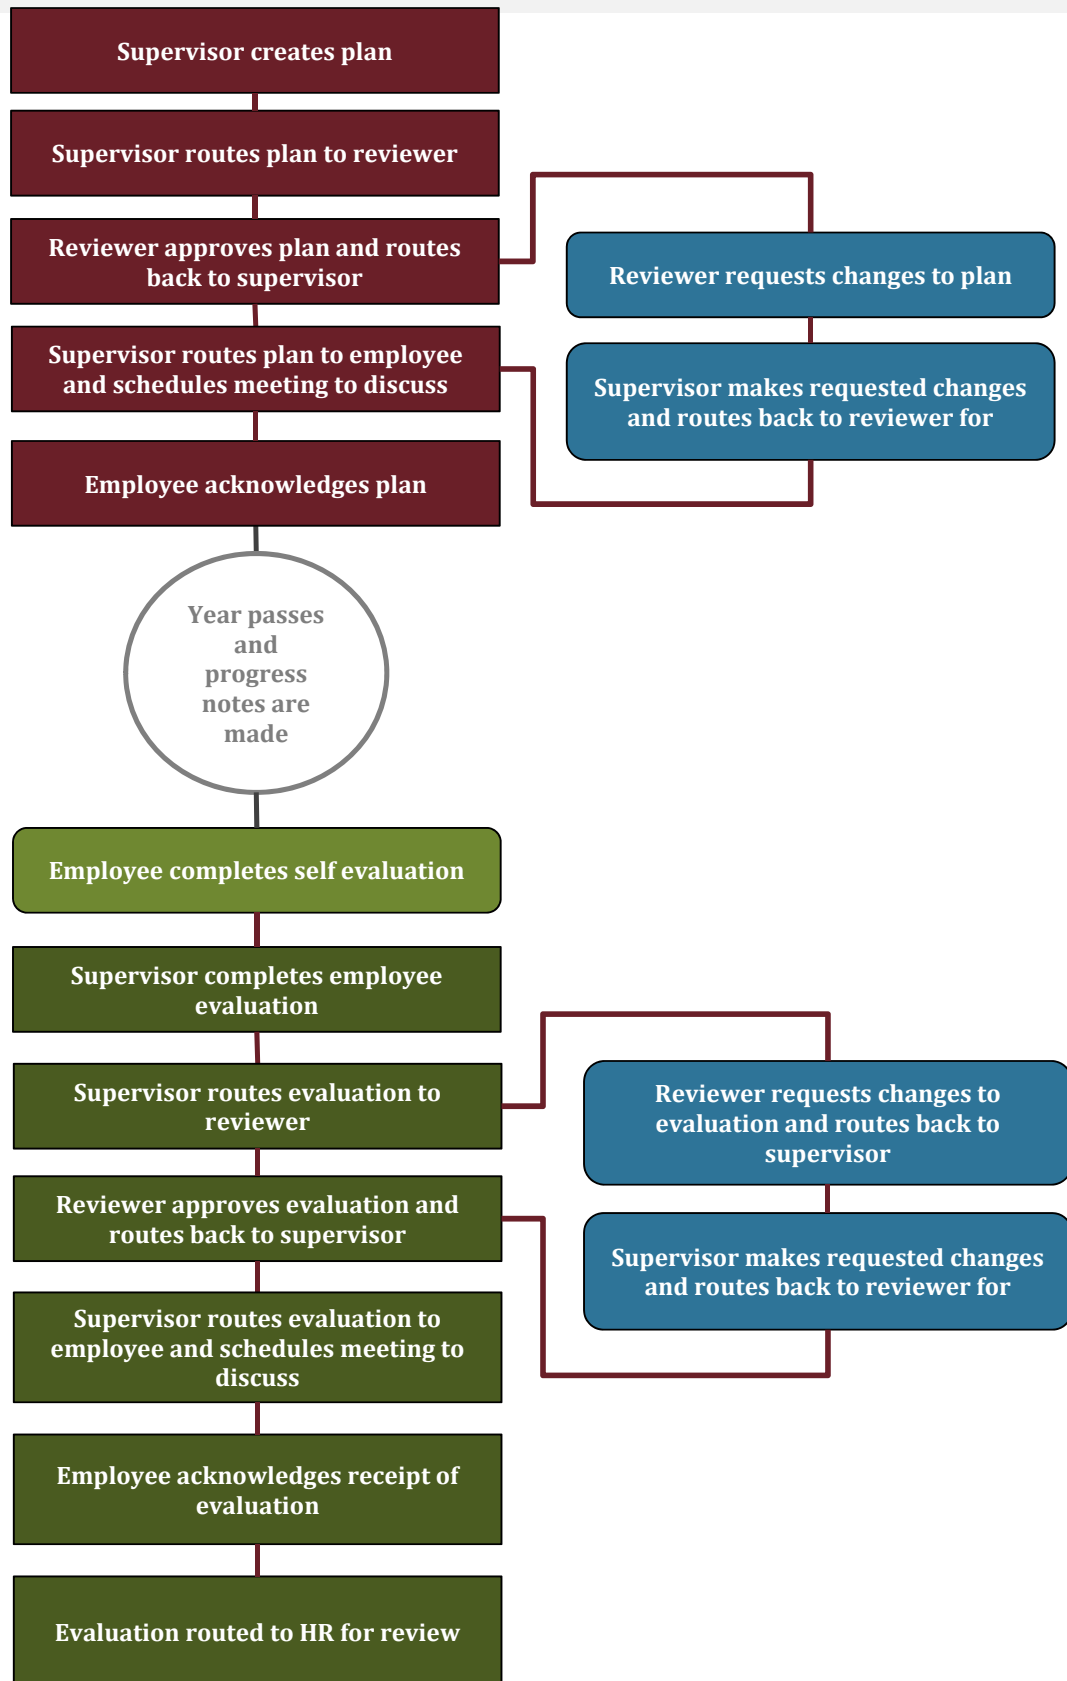 Supervisor creates plan
Supervisor routes plan to reviewer
Reviewer approves plan and routes
back to supervisor
Reviewer requests changes to plan
Supervisor routes plan to employee
and schedules meeting to discuss
Supervisor makes requested changes
and routes back to reviewer for
Employee acknowledges plan
Year passes
and
progress
notes are
made
Employee completes self evaluation
Supervisor completes employee
evaluation
Supervisor routes evaluation to
reviewer
Reviewer requests changes to
evaluation and routes back to
supervisor
Reviewer approves evaluation and
routes back to supervisor
Supervisor makes requested changes
and routes back to reviewer for
Supervisor routes evaluation to
employee and schedules meeting to
discuss
Employee acknowledges receipt of
evaluation
Evaluation routed to HR for review